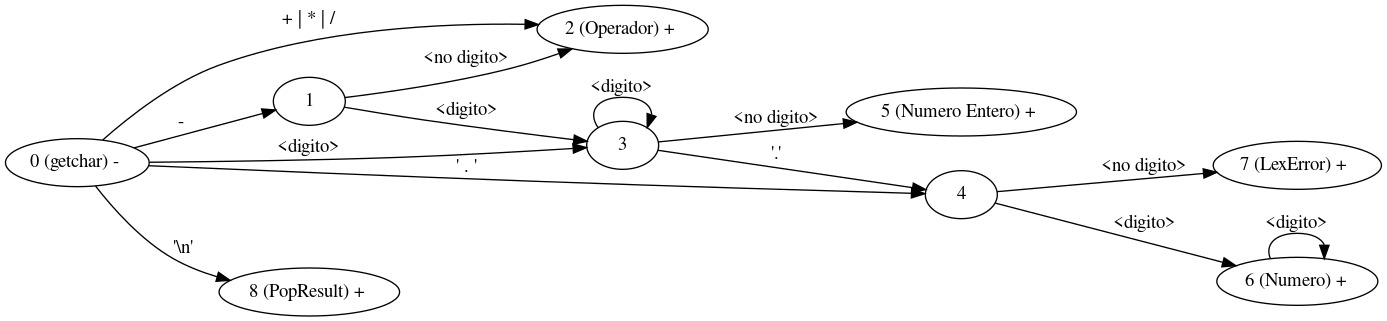 + | * | /
2 (Operador) +
<no digito>
1
<digito>
<digito>
-
<digito>
3
<no digito>
5 (Numero Entero) +
0 (getchar) -
'.'
'.'
4
<no digito>
7 (LexError) +
<digito>
<digito>
6 (Numero) +
'\n'
8 (PopResult) +